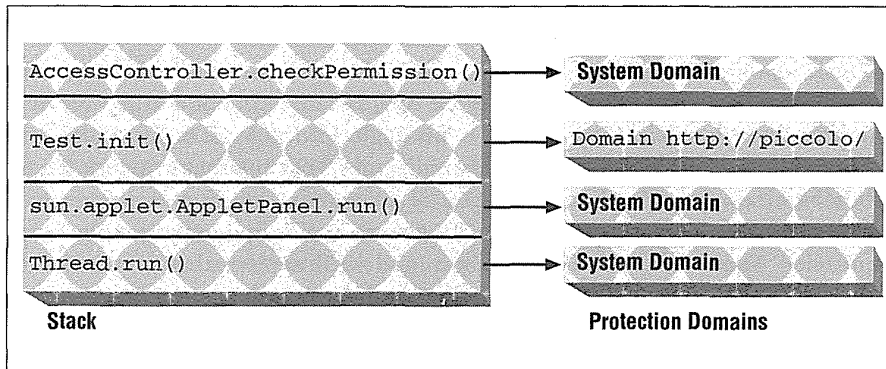 AccessController.checkPermission()
System Domain
Test.init()
Domain http://piccolo/
sun.applet.AppletPanel.run()
System Domain
Thread.run()
System Domain
Stack
Protection Domains